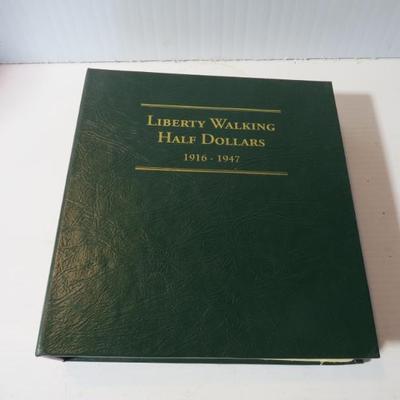 Liberty Walking
Half Dollars
1916 - 1947